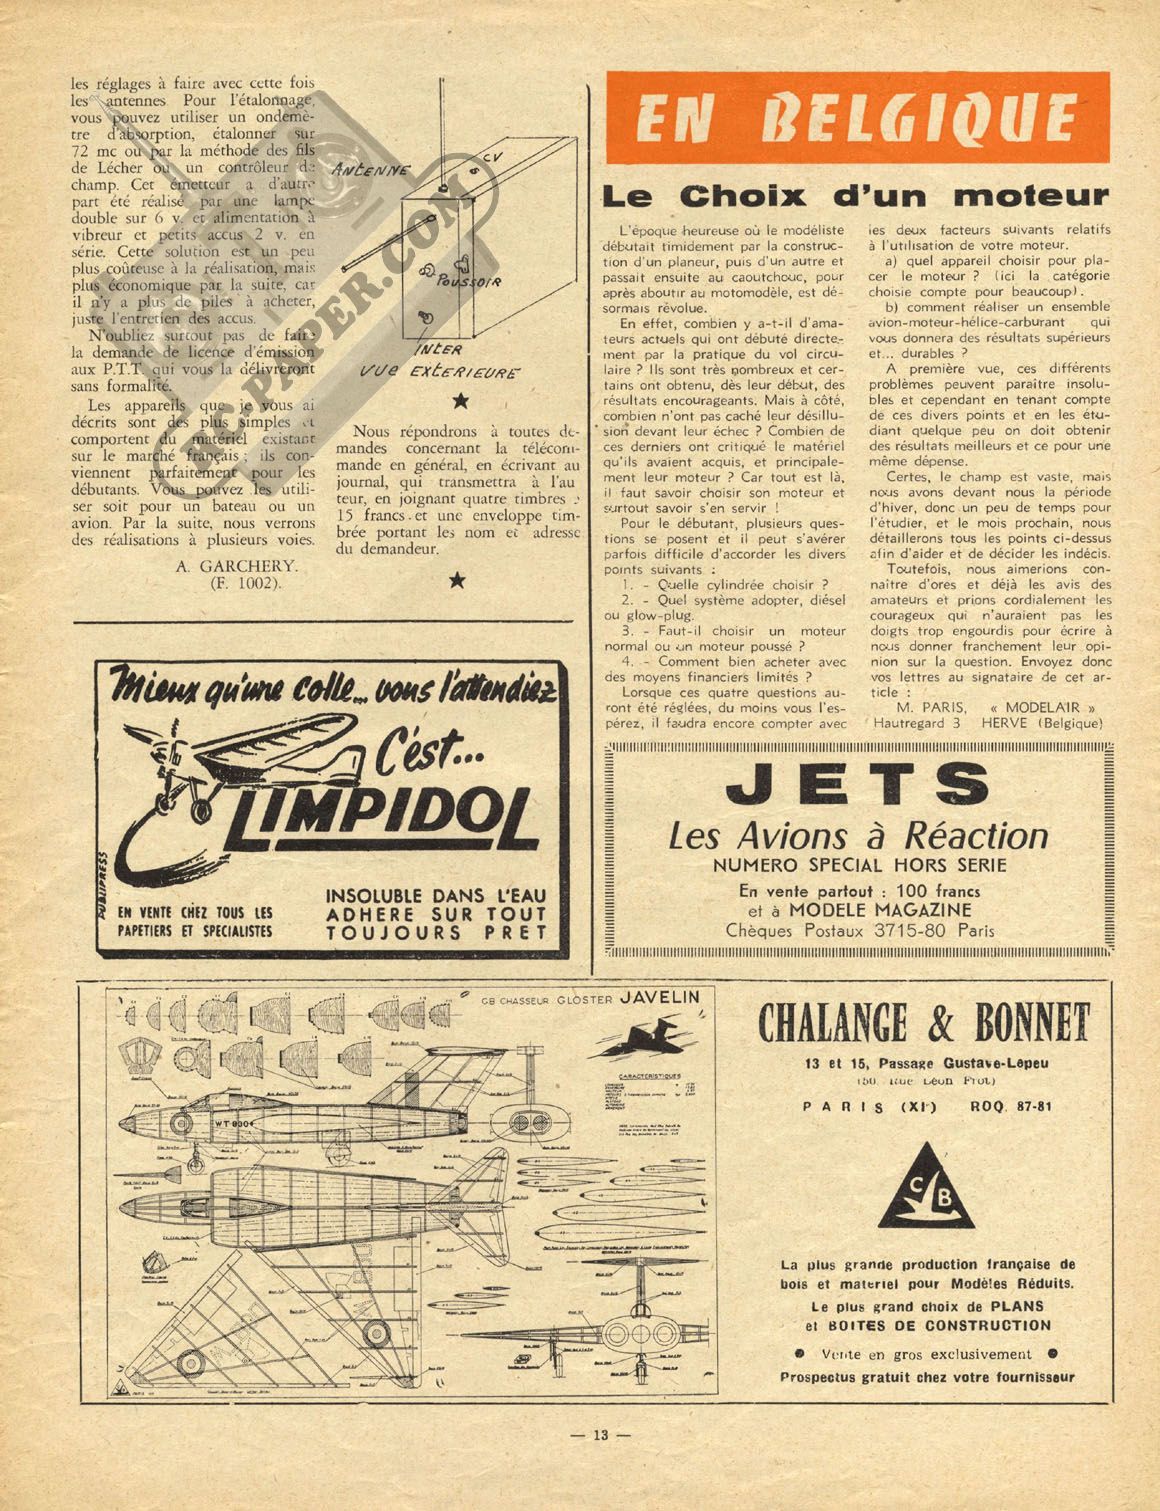 les réglages à faire avec cette fois
les antennes Pour l'étalonnage,
vous pouvez utiliser un ondemè-
tre d'absorption, étalonner sur
72 mc ou par la méthode des fils
de Lécher ou un contrôleur de
champ. Cet émetteur a d'autre
part été réalisé par une lampe
double sur 6 v. et alimentation à
vibreur et petits accus 2 v. en
série. Cette solution est un peu
plus coûteuse à la réalisation, mais
plus économique par la suite, car
il n'y a plus de piles à acheter,
juste l'entretien des accus.
N'oubliez surtout pas de faire
la demande de licence d'émission
aux P.T.T. qui vous la délivreront
sans formalité.
Les appareils que je vous ai
décrits sont des plus simples et
comportent du matériel existant
sur le marché français ; ils con-
viennent parfaitement pour les
débutants. Vous pouvez les utili-
ser soit pour un bateau ou un
avion. Par la suite, nous verrons
des réalisations à plusieurs voies.
A. GARCHERY.
(F. 1002).
ANTENNE
CV
POUSSOIR
INTER
VUE EXTERIEURE
Nous répondrons à toutes de-
mandes concernant la télécom-
mande en général, en écrivant au
journal, qui transmettra à l'au
teur, en joignant quatre timbres à
15 francs et une enveloppe tim-
brée portant les nom et adresse
du demandeur.
RC-PAPER.COM
EN BELGIQUE
Le Choix d'un moteur
L'époque heureuse où le modéliste
débutait timidement par la construc-
tion d'un planeur, puis d'un autre et
passait ensuite au caoutchouc, pour
après aboutir au motomodèle, est dé-
sormais révolue.
En effet, combien y a-t-il d'ama-
teurs actuels qui ont débuté directe-
ment par la pratique du vol circu-
laire ? Ils sont très nombreux et cer-
tains ont obtenu, dès leur début, des
résultats encourageants. Mais à côté,
combien n'ont pas caché leur désillu-
sion devant leur échec ? Combien de
ces derniers ont critiqué le matériel
qu'ils avaient acquis, et principale-
ment leur moteur ? Car tout est là,
il faut savoir choisir son moteur et
surtout savoir s'en servir !
Pour le débutant, plusieurs ques-
tions se posent et il peut s'avérer
parfois difficile d'accorder les divers
points suivants :
1. - Quelle cylindrée choisir ?
2. - Quel système adopter, diésel
ou glow-plug.
3. - Faut-il choisir un moteur
normal ou un moteur poussé ?
4. - Comment bien acheter avec
des moyens financiers limités ?
Lorsque ces quatre questions au-
ront été réglées, du moins vous l'es-
pérez, il faudra encore compter avec
les deux facteurs suivants relatifs
à l'utilisation de votre moteur.
a) quel appareil choisir pour pla-
cer le moteur ? (ici la catégorie
choisie compte pour beaucoup).
b) comment réaliser un ensemble
avion-moteur-hélice-carburant qui
vous donnera des résultats supérieurs
et... durables ?
A première vue, ces différents
problèmes peuvent paraître insolu-
bles et cependant en tenant compte
de ces divers points et en les étu-
diant quelque peu on doit obtenir
des résultats meilleurs et ce pour une
même dépense.
Certes, le champ est vaste, mais
nous avons devant nous la période
d'hiver, donc un peu de temps pour
l'étudier, et le mois prochain, nous
détaillerons tous les points ci-dessus
afin d'aider et de décider les indécis.
Toutefois, nous aimerions con-
naître d'ores et déjà les avis des
amateurs et prions cordialement les
courageux qui n'auraient pas les
doigts trop engourdis pour écrire à
nous donner franchement leur opi-
nion sur la question. Envoyez donc
vos lettres au signataire de cet ar-
ticle :
M. PARIS, « MODELAIR »
Hautregard 3 HERVE (Belgique)
Mieux qu'une colle... vous l'attendiez
C'est...
LIMPIDOL
PUBLIPRESS
EN VENTE CHEZ TOUS LES
PAPETIERS ET SPECIALISTES
INSOLUBLE DANS L'EAU
ADHERE SUR TOUT
TOUJOURS PRET
JETS
Les Avions à Réaction
NUMERO SPECIAL HORS SERIE
En vente partout : 100 francs
et à MODELE MAGAZINE
Chèques Postaux 3715-80 Paris
GB CHASSEUR GLOSTER JAVELIN
CARACTERISTIQUES
WT 830
CHALANGE & BONNET
13 et 15, Passage Gustave-Lepeu
(50, Rue Léon Frot)
PARIS (XI) ROQ. 87-81
C B
La plus grande production française de
bois et materiel pour Modèles Réduits.
Le plus grand choix de PLANS
et BOITES DE CONSTRUCTION
● Vente en gros exclusivement ●
Prospectus gratuit chez votre fournisseur
— 13 —